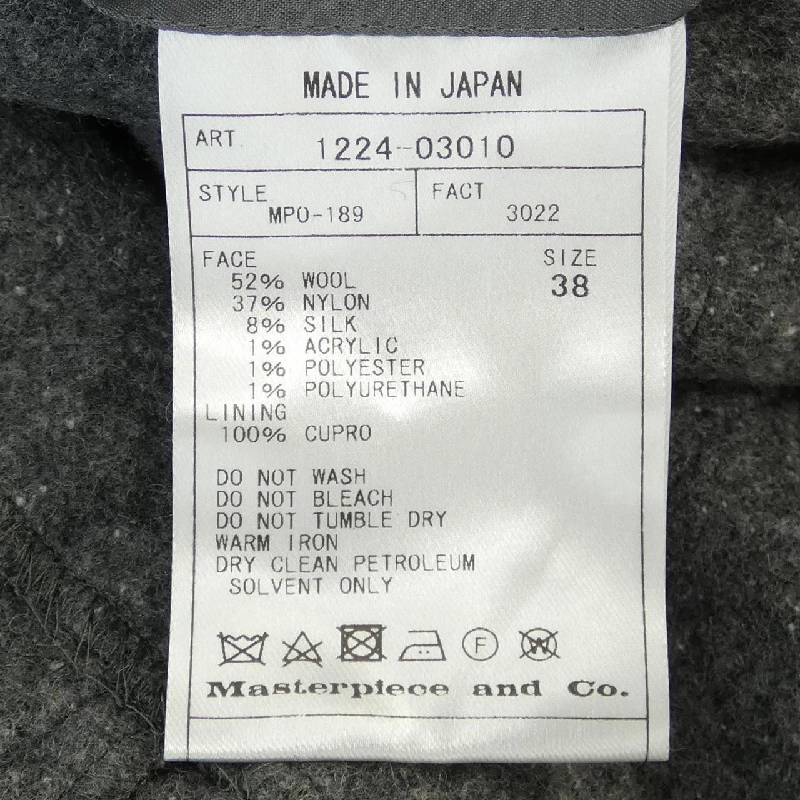 MADE IN JAPAN
ART. 1224-03010
STYLE
MPO-189
FACT
3022
FACE
52% WOOL
37% NYLON
8% SILK
1% ACRYLIC
1% POLYESTER
1% POLYURETHANE
LINING
100% CUPRO
SIZE
38
DO NOT WASH
DO NOT BLEACH
DO NOT TUMBLE DRY
WARM IRON
DRY CLEAN PETROLEUM
SOLVENT ONLY
F W
Masterpiece and Co.